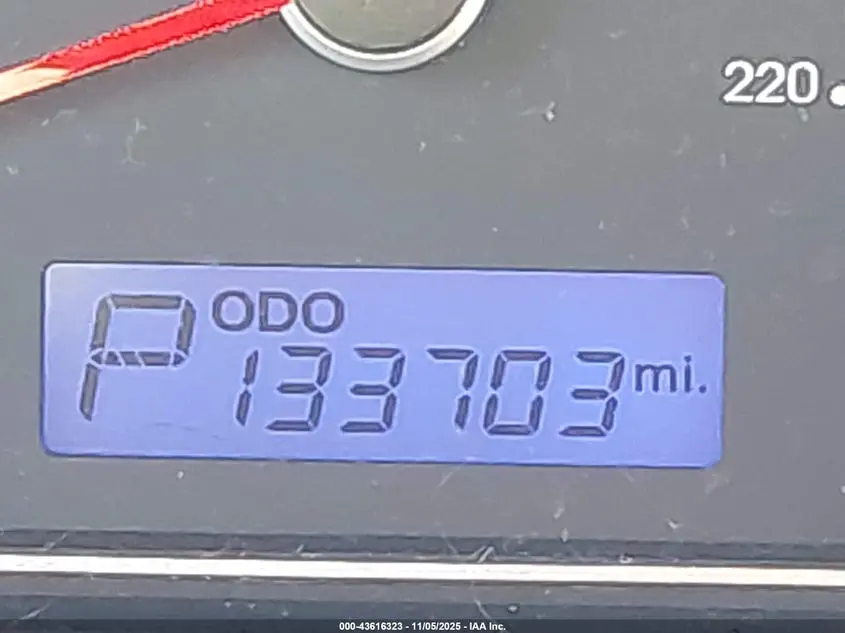 220
P ODO
133703 mi.
000-43616323 - 11/05/2025 - IAA Inc.